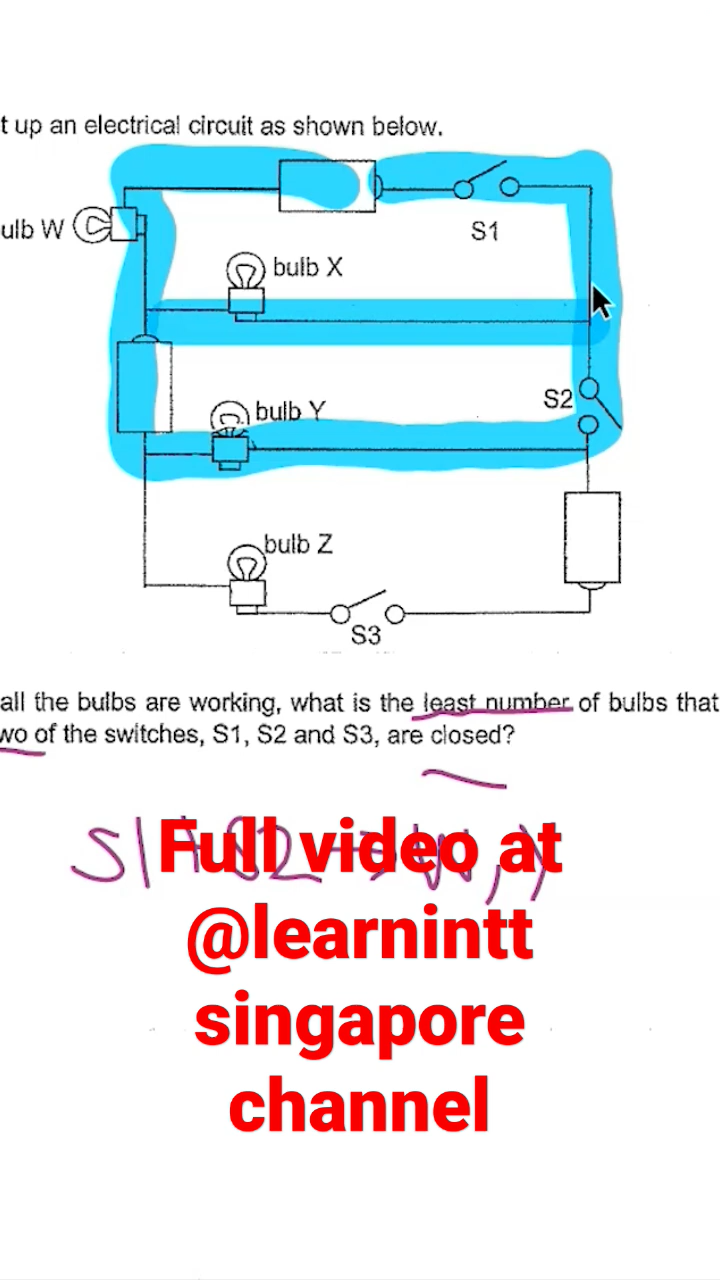 t up an electrical circuit as shown below.
S1
ulb W
bulb X
S2
bulb Y
bulb Z
S3
all the bulbs are working, what is the least number of bulbs that
wo of the switches, S1, S2 and S3, are closed?
S1+S2 → W,
Full video at
@learnintt
singapore
channel